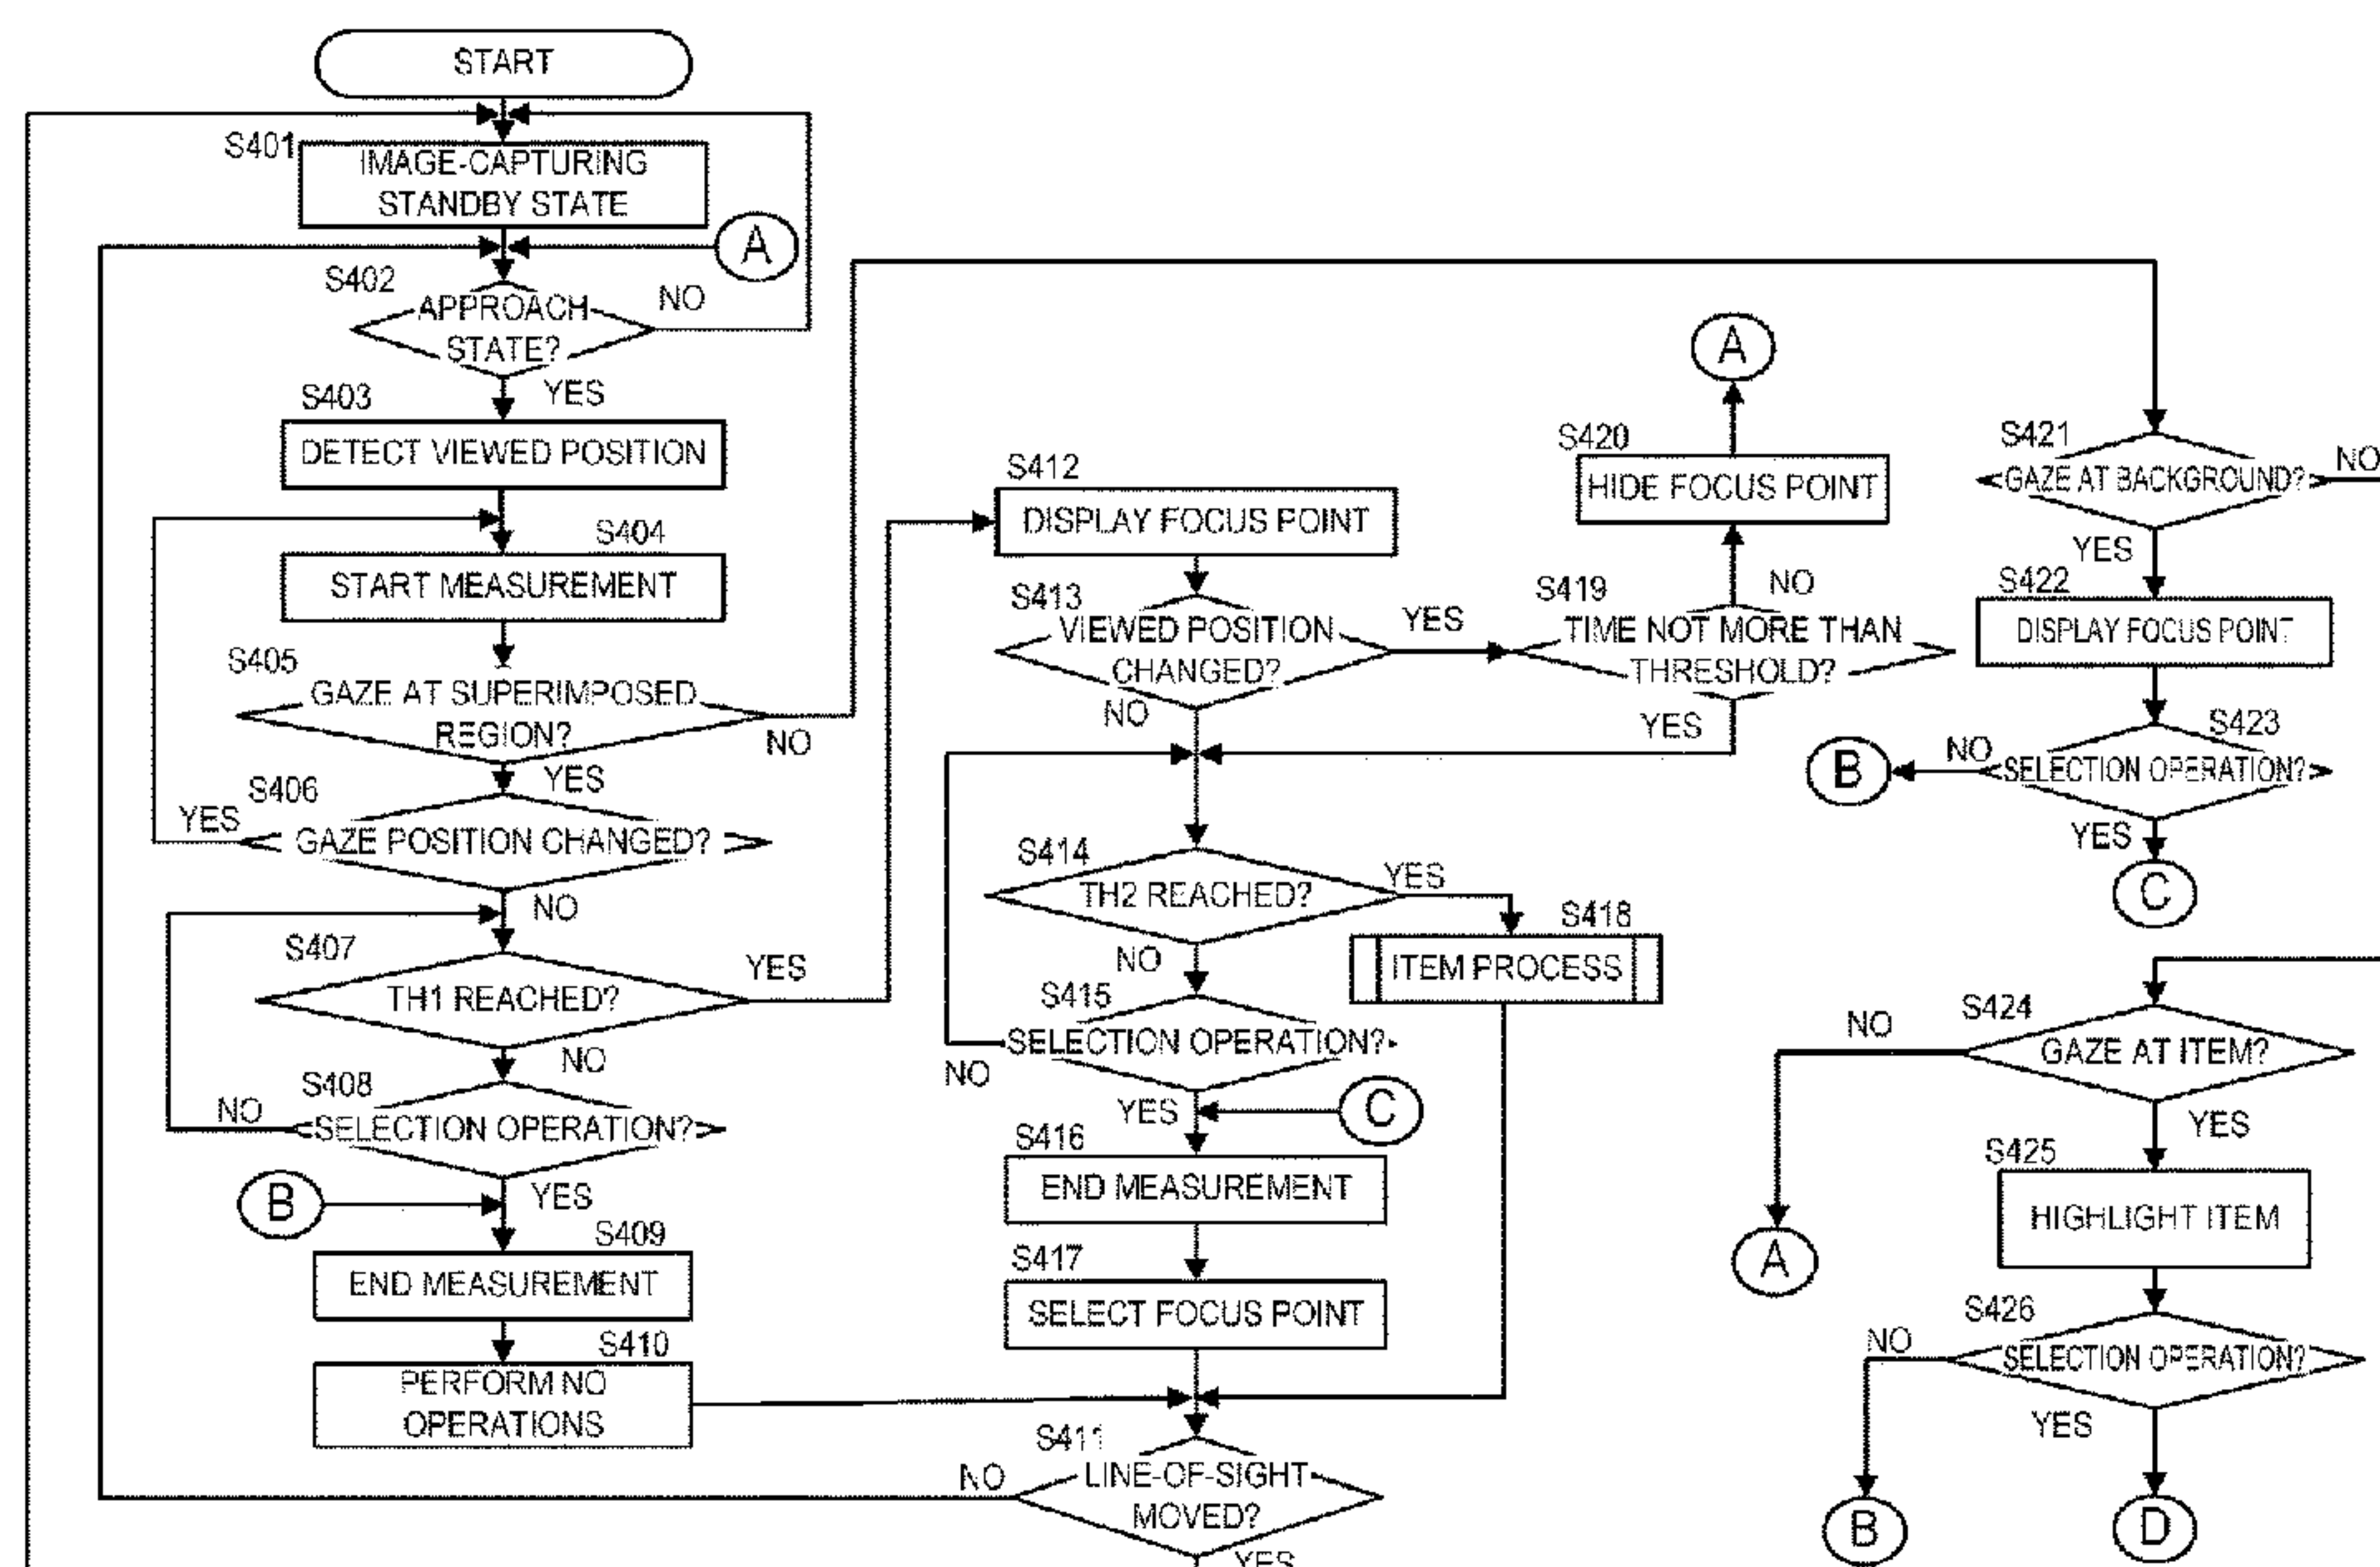 START
S401
IMAGE-CAPTURING
STANDBY STATE
A
S402
APPROACH
STATE?
NO
YES
S403
DETECT VIEWED POSITION
S404
START MEASUREMENT
S405
GAZE AT SUPERIMPOSED
REGION?
NO
YES
S406
GAZE POSITION CHANGED?
YES
NO
S407
TH1 REACHED?
YES
NO
S408
SELECTION OPERATION?
NO
YES
B
S409
END MEASUREMENT
S410
PERFORM NO
OPERATIONS
S412
DISPLAY FOCUS POINT
S413
VIEWED POSITION
CHANGED?
YES
NO
S414
TH2 REACHED?
YES
NO
S415
SELECTION OPERATION?
NO
YES
C
S416
END MEASUREMENT
S417
SELECT FOCUS POINT
S411
LINE-OF-SIGHT
MOVED?
NO
YES
S418
ITEM PROCESS
A
S420
HIDE FOCUS POINT
NO
S419
TIME NOT MORE THAN
THRESHOLD?
YES
S421
GAZE AT BACKGROUND?
NO
YES
S422
DISPLAY FOCUS POINT
S423
SELECTION OPERATION?
NO
B
YES
C
S424
GAZE AT ITEM?
NO
A
YES
S425
HIGHLIGHT ITEM
S426
SELECTION OPERATION?
NO
YES
B
D